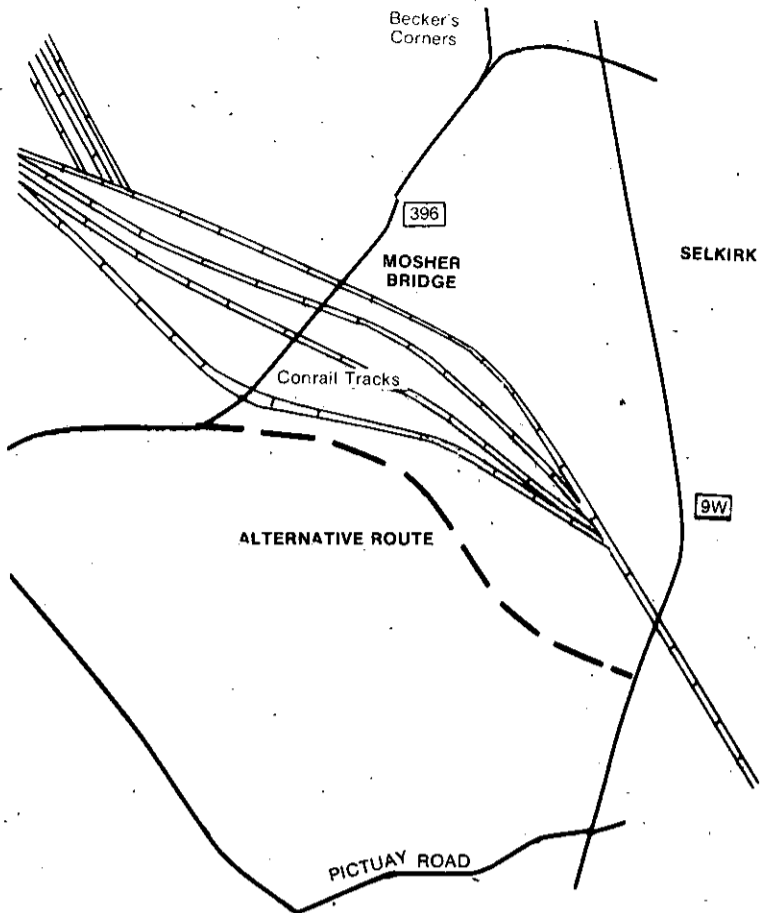 Becker's
Corners
396
MOSHER
BRIDGE
SELKIRK
Conrail Tracks
9W
ALTERNATIVE ROUTE
PICTUAY ROAD